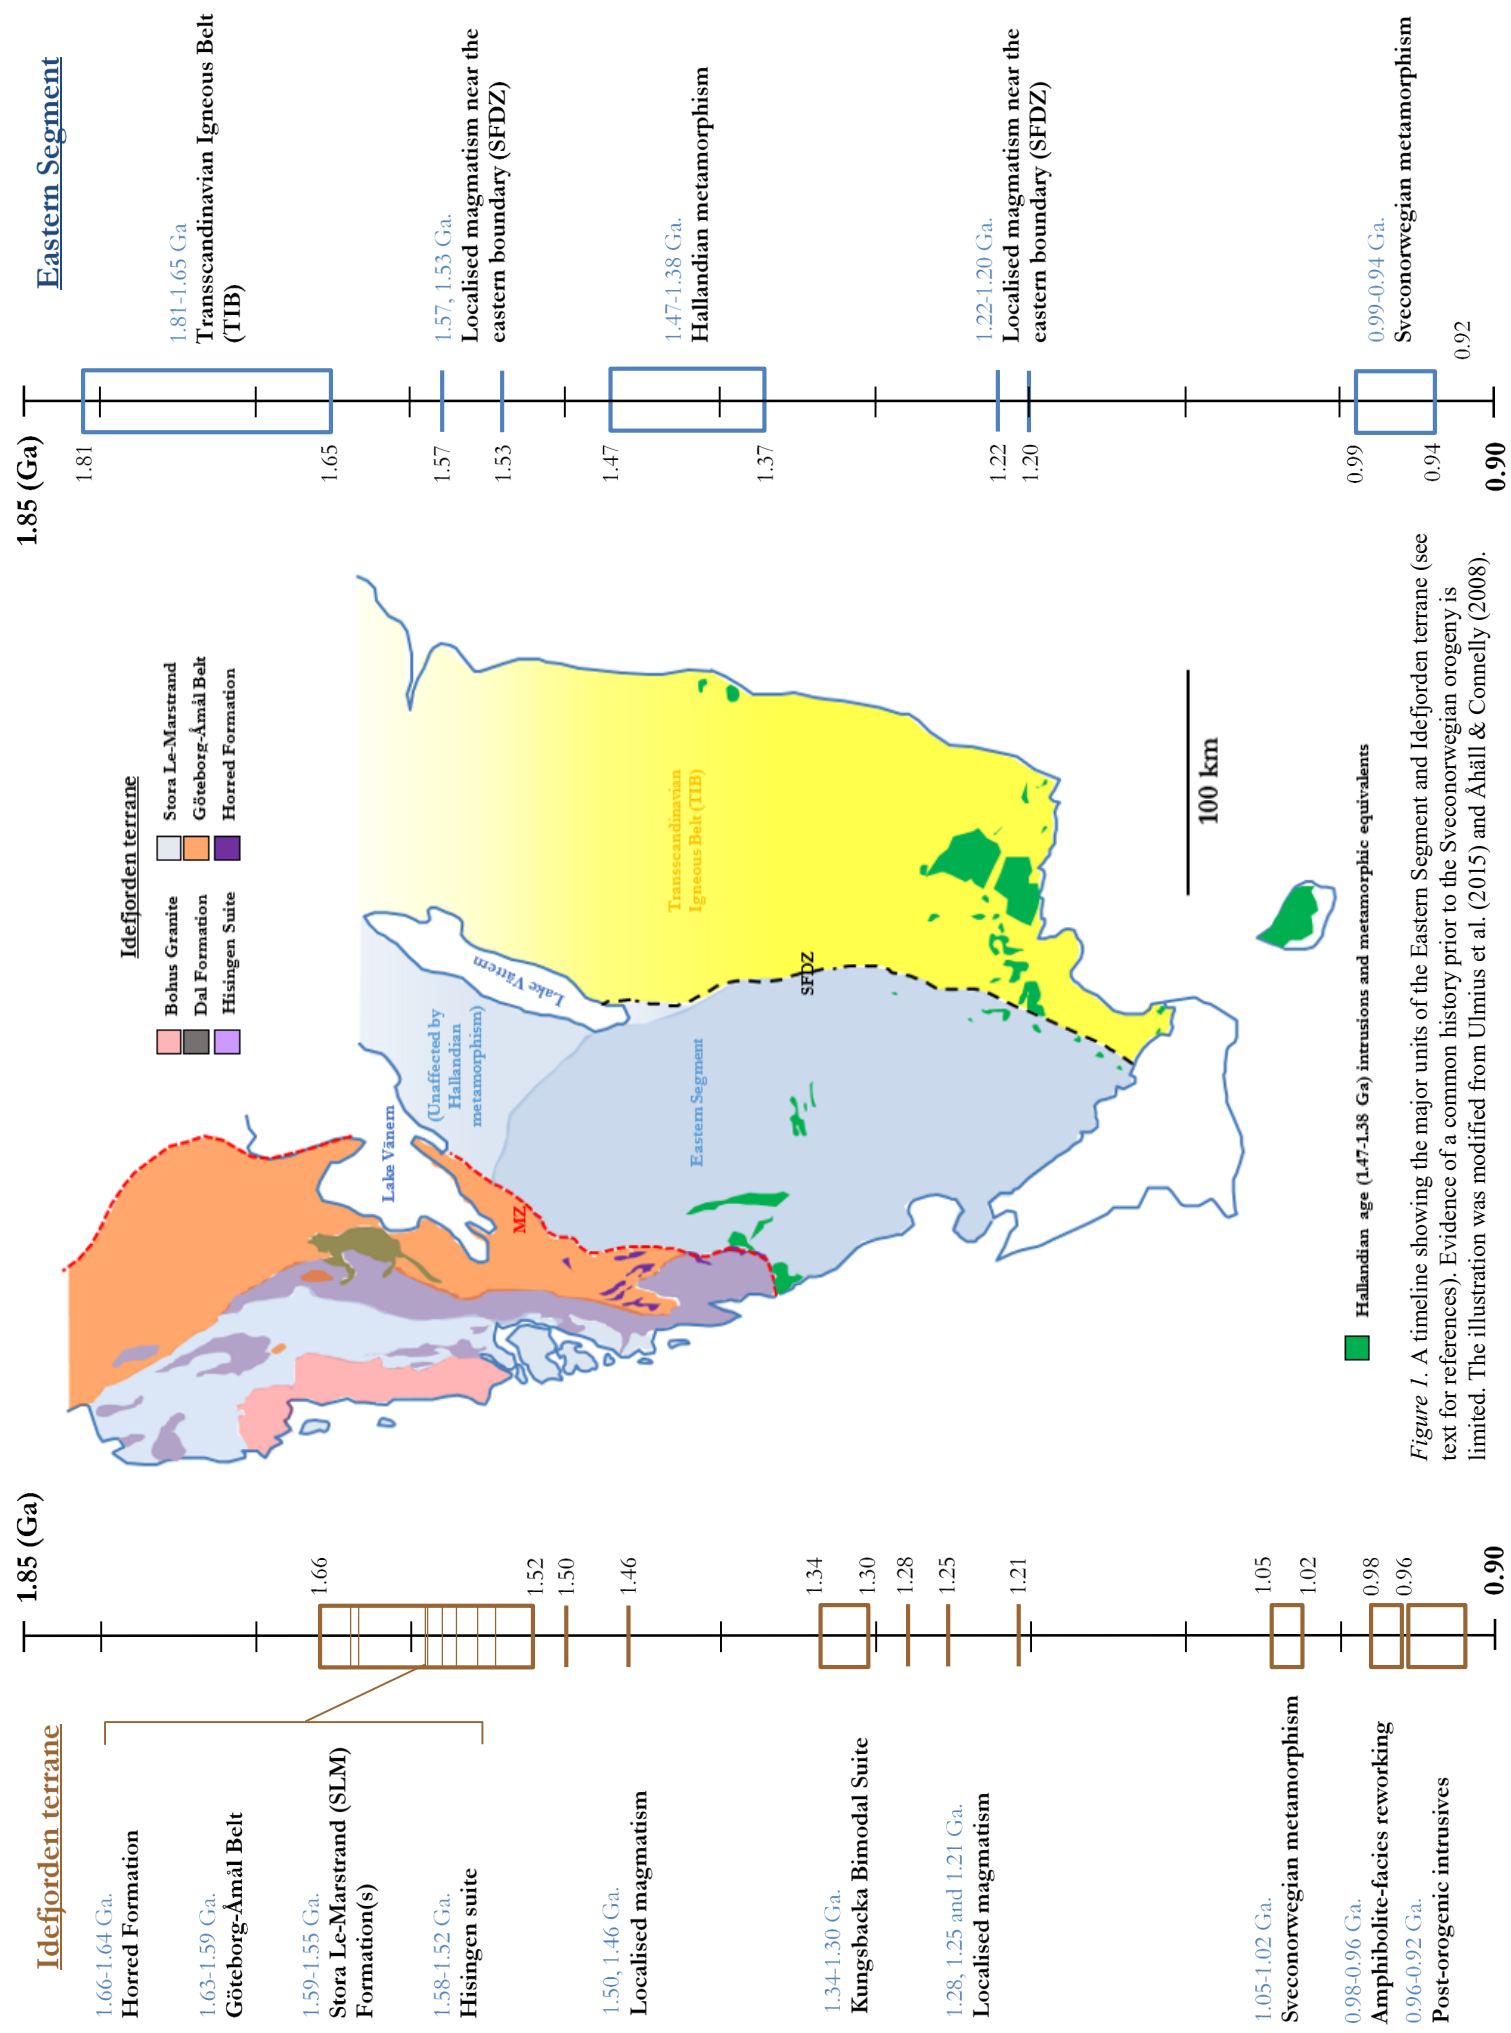 Idefjorden terrane
1.66-1.64 Ga.
Horred Formation
1.63-1.59 Ga.
Göteborg-Åmål Belt
1.59-1.55 Ga.
Stora Le-Marstrand (SLM)
Formation(s)
1.58-1.52 Ga.
Hisingen suite
1.50, 1.46 Ga.
Localised magmatism
1.34-1.30 Ga.
Kungsbacka Bimodal Suite
1.28, 1.25 and 1.21 Ga.
Localised magmatism
1.05-1.02 Ga.
Sveconorwegian metamorphism
0.98-0.96 Ga.
Amphibolite-facies reworking
0.96-0.92 Ga.
Post-orogenic intrusives
1.85 (Ga)
1.66
1.52
1.50
1.46
1.34
1.30
1.28
1.25
1.21
1.05
1.02
0.98
0.96
0.90
Idefjorden terrane
Bohus Granite
Dal Formation
Hisingen Suite
Stora Le-Marstrand
Göteborg-Åmål Belt
Horred Formation
Lake Vänern
MZ
(Unaffected by
Hallandian
metamorphism)
Lake Vättern
Eastern Segment
SFDZ
Transscandinavian
Igneous Belt (TIB)
100 km
Hallandian age (1.47-1.38 Ga) intrusions and metamorphic equivalents
Figure 1. A timeline showing the major units of the Eastern Segment and Idefjorden terrane (see
text for references). Evidence of a common history prior to the Sveconorwegian orogeny is
limited. The illustration was modified from Ulmius et al. (2015) and Åhäll & Connelly (2008).
1.85 (Ga)
1.81
1.65
1.57
1.53
1.47
1.37
1.22
1.20
0.99
0.94
0.90
0.92
Eastern Segment
1.81-1.65 Ga
Transscandinavian Igneous Belt
(TIB)
1.57, 1.53 Ga.
Localised magmatism near the
eastern boundary (SFDZ)
1.47-1.38 Ga.
Hallandian metamorphism
1.22-1.20 Ga.
Localised magmatism near the
eastern boundary (SFDZ)
0.99-0.94 Ga.
Sveconorwegian metamorphism